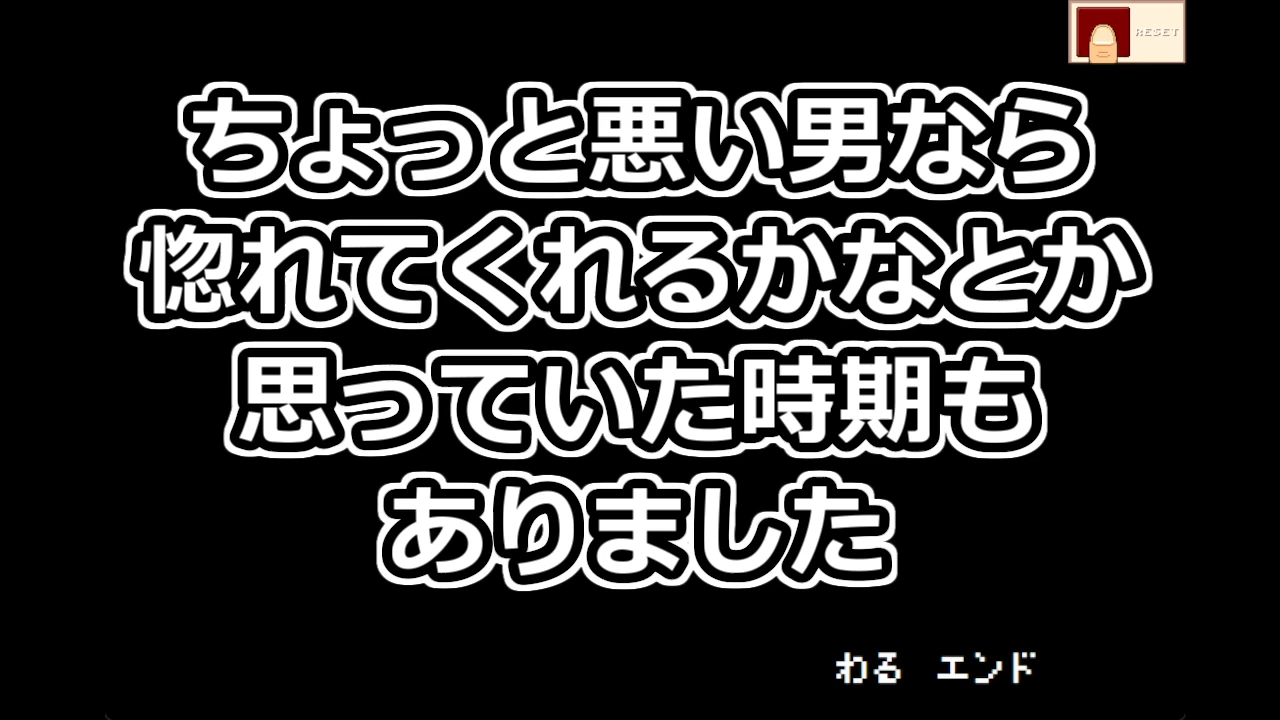 RESET
ちょっと悪い男なら
惚れてくれるかなとか
思っていた時期も
ありました
わる エンド